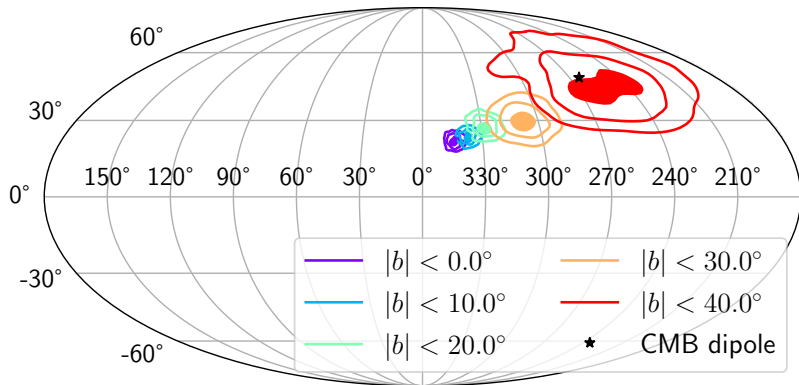 60°
30°
150° 120° 90° 60° 30° 0° 330° 300° 270° 240° 210°
0°
-30°
-60°
|b| < 0.0°
|b| < 10.0°
|b| < 20.0°
|b| < 30.0°
|b| < 40.0°
CMB dipole